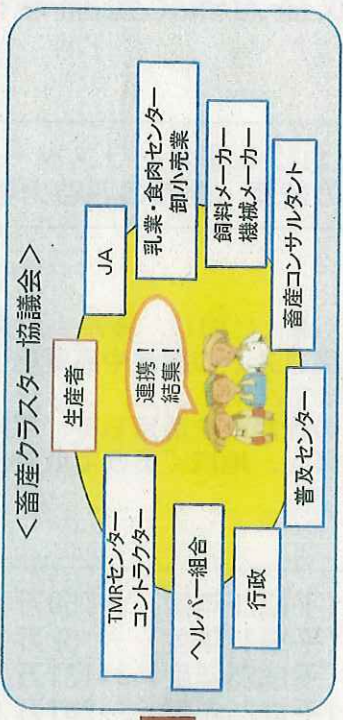 ＜畜産クラスター協議会＞
生産者
JA
乳業・食肉センター
卸小売業
飼料メーカー
機械メーカー
畜産コンサルタント
普及センター
行政
ヘルパー組合
TMRセンター
コントラクター
連携！
結集！